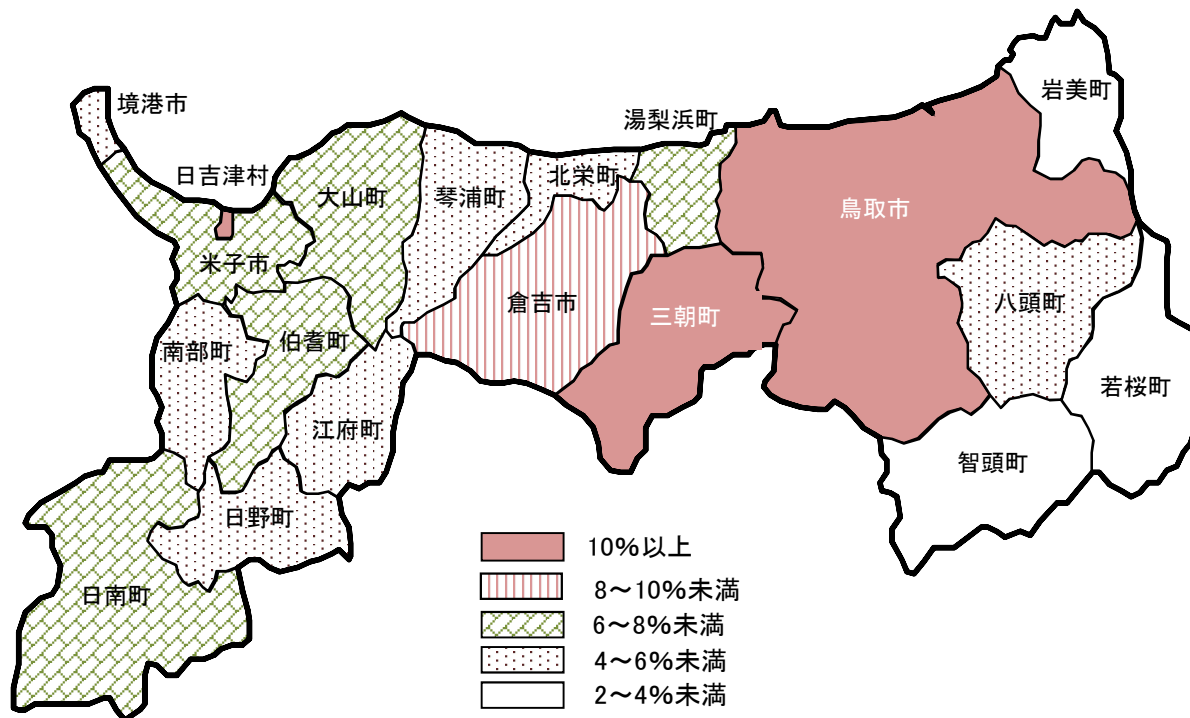 境港市
岩美町
湯梨浜町
日吉津村
大山町
琴浦町
北栄町
鳥取市
米子市
倉吉市
三朝町
八頭町
南部町
伯耆町
若桜町
江府町
智頭町
日野町
日南町
10%以上
8～10%未満
6～8%未満
4～6%未満
2～4%未満